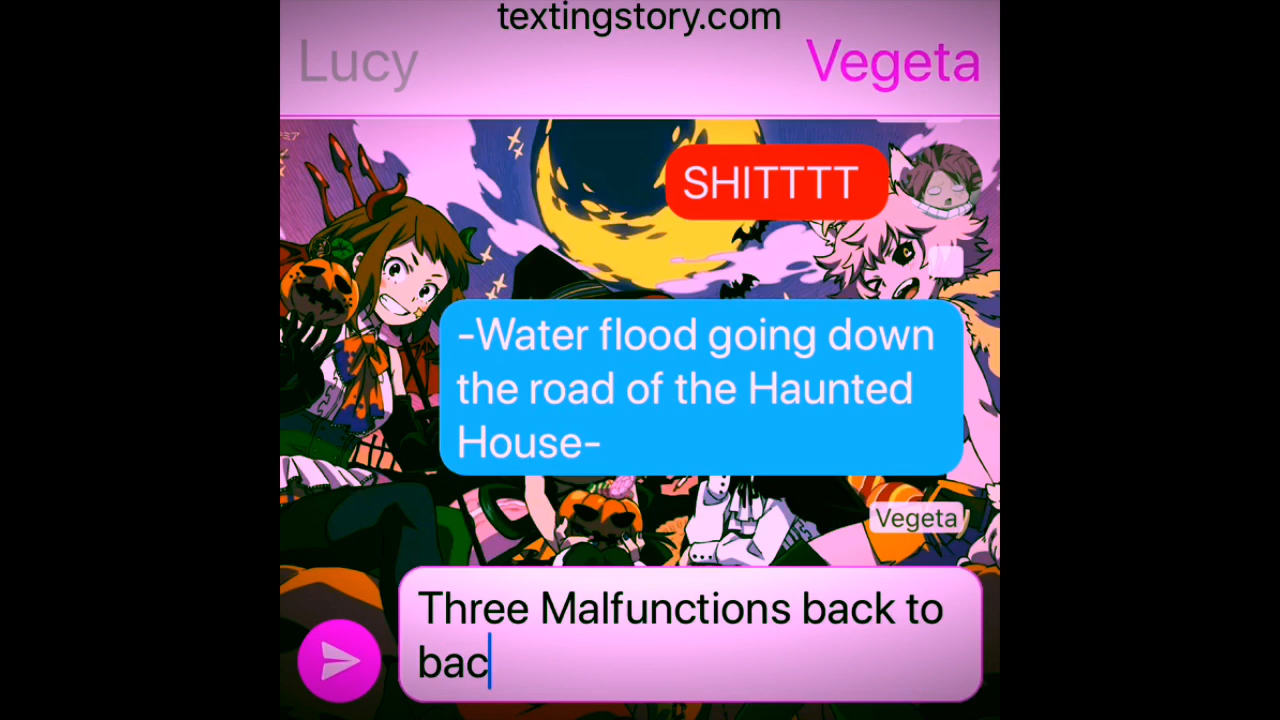 textingstory.com
Lucy
Vegeta
SHITTTT
-Water flood going down
the road of the Haunted
House-
Vegeta
Three Malfunctions back to
bac